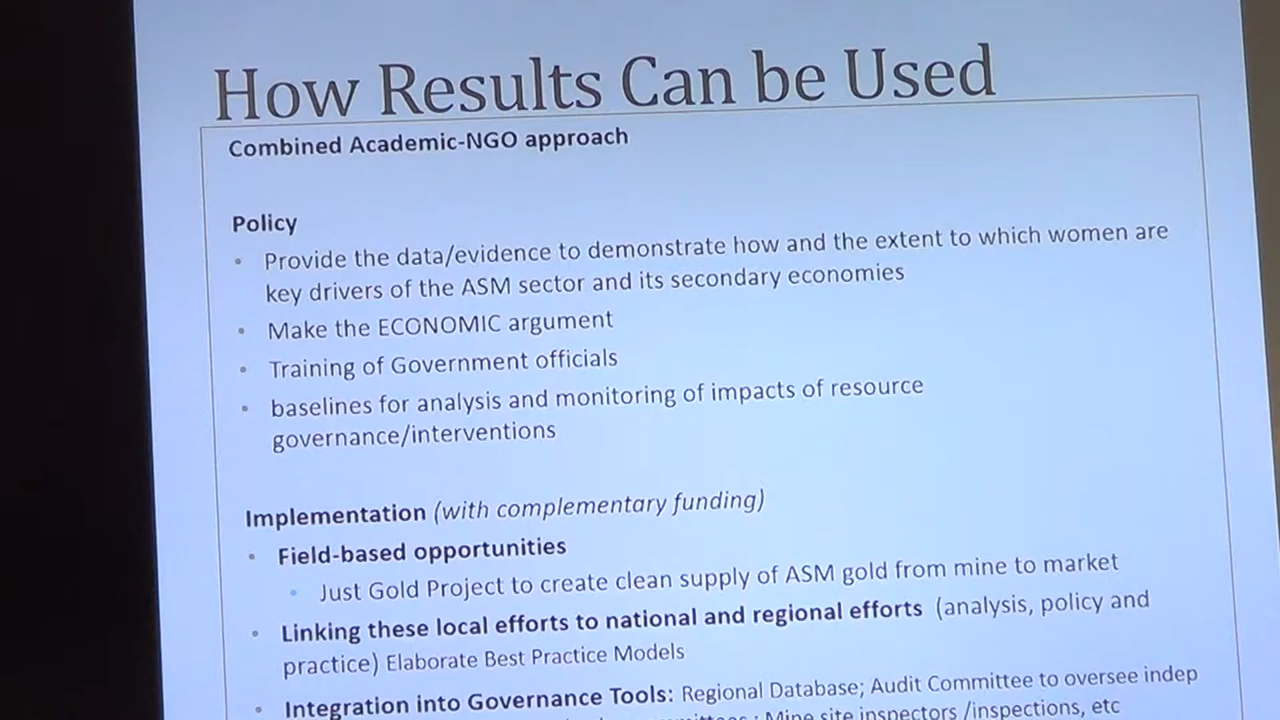 How Results Can be Used
Combined Academic-NGO approach
Policy
• Provide the data/evidence to demonstrate how and the extent to which women are
key drivers of the ASM sector and its secondary economies
• Make the ECONOMIC argument
• Training of Government officials
• baselines for analysis and monitoring of impacts of resource
governance/interventions
Implementation (with complementary funding)
• Field-based opportunities
• Just Gold Project to create clean supply of ASM gold from mine to market
• Linking these local efforts to national and regional efforts (analysis, policy and
practice) Elaborate Best Practice Models
• Integration into Governance Tools: Regional Database; Audit Committee to oversee indep
; Mine site inspectors /inspections, etc